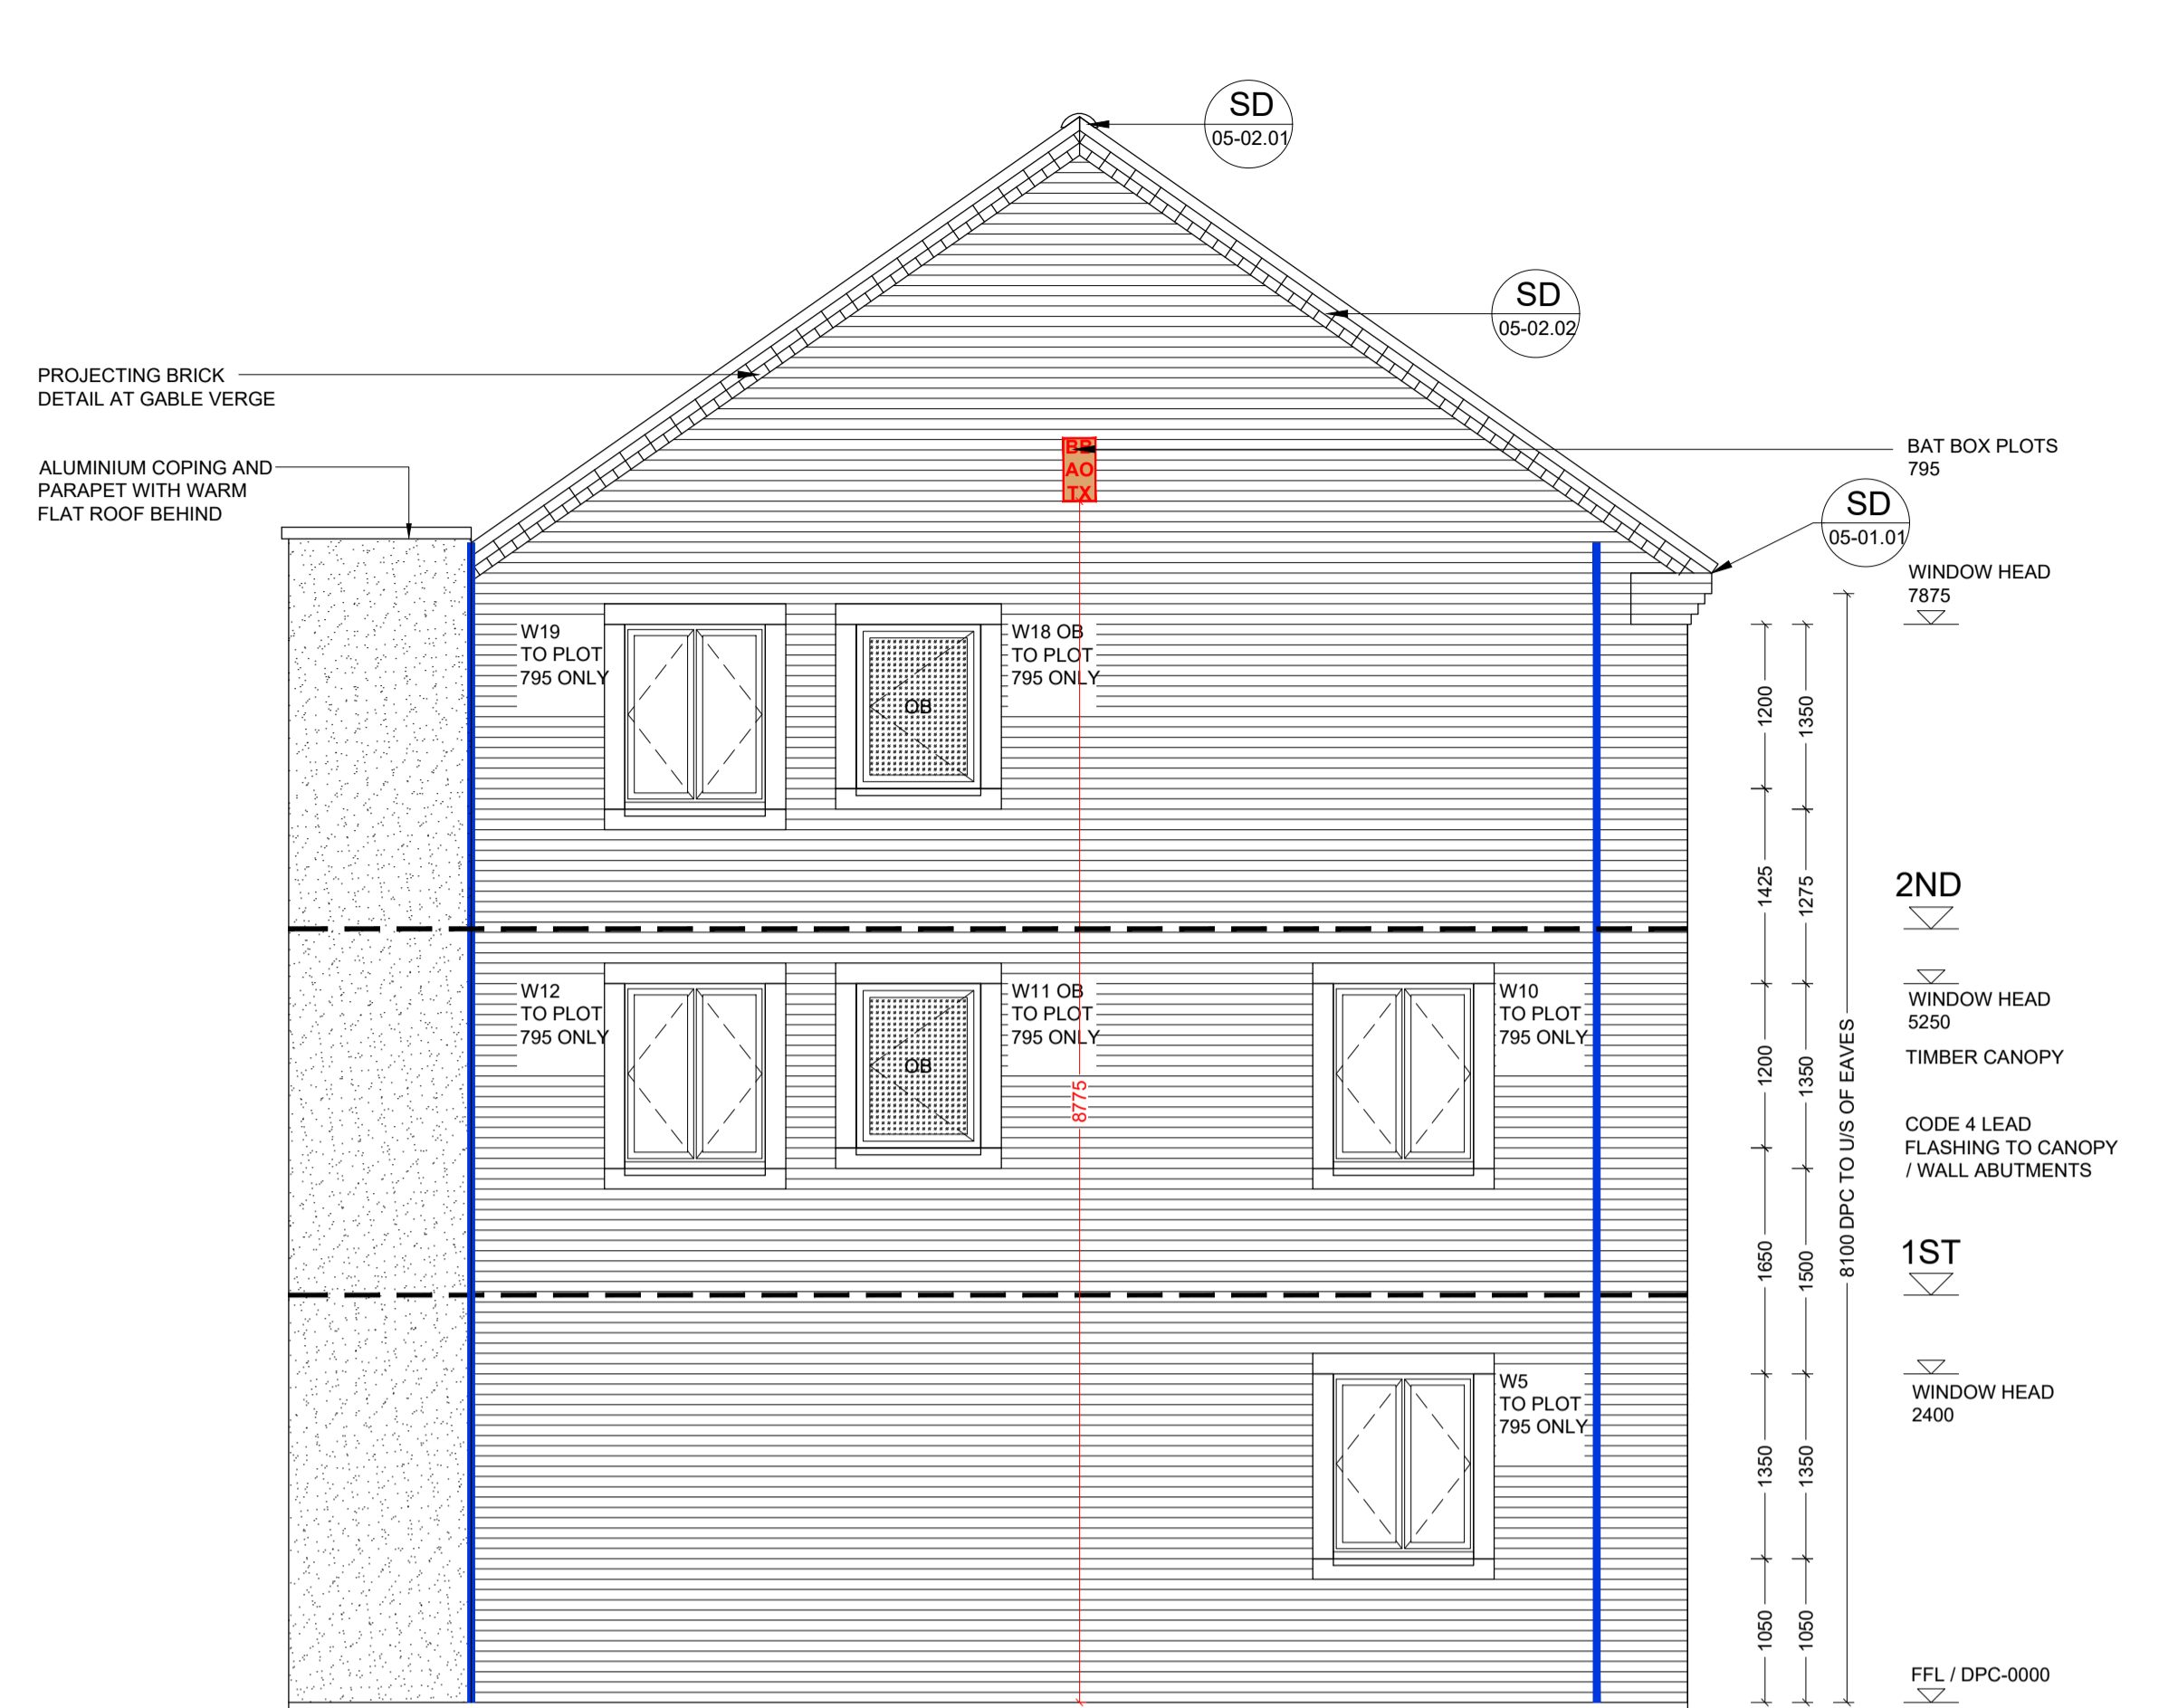 SD
05-02.01
SD
05-02.02
PROJECTING BRICK
DETAIL AT GABLE VERGE
ALUMINIUM COPING AND
PARAPET WITH WARM
FLAT ROOF BEHIND
BB
AO
TX
BAT BOX PLOTS
795
SD
05-01.01
WINDOW HEAD
7875
W19
TO PLOT
795 ONLY
OB
W18 OB
TO PLOT
795 ONLY
1200
1350
1425
1275
2ND
WINDOW HEAD
5250
TIMBER CANOPY
CODE 4 LEAD
FLASHING TO CANOPY
/ WALL ABUTMENTS
W12
TO PLOT
795 ONLY
OB
W11 OB
TO PLOT
795 ONLY
W10
TO PLOT
795 ONLY
8775
1200
1350
8100 DPC TO U/S OF EAVES
1650
1500
1ST
WINDOW HEAD
2400
W5
TO PLOT
795 ONLY
1350
1350
1050
1050
FFL / DPC-0000